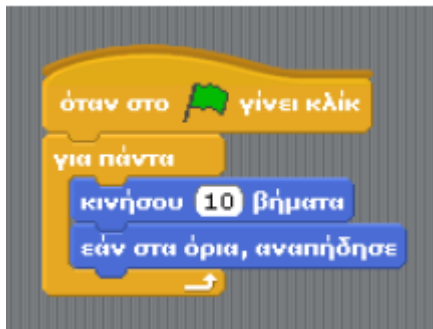 όταν στο γίνει κλίκ
για πάντα
κινήσου 10 βήματα
εάν στα όρια, αναπήδησε